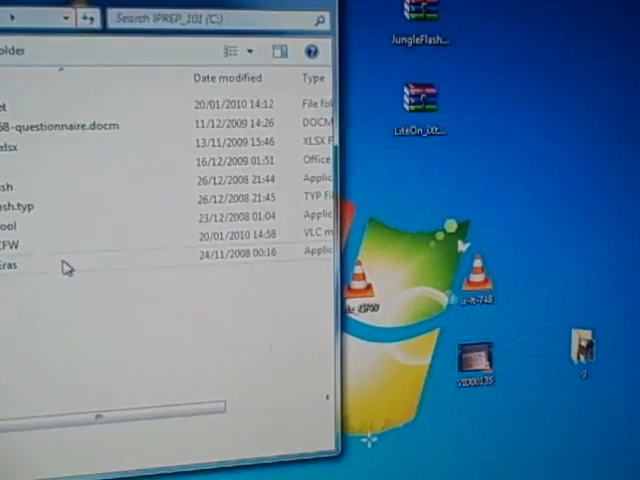 Search IPREP_101 (C:)
older
Date modified Type
et 20/01/2010 14:12 File fol
68-questionnaire.docm 11/12/2009 14:26 DOCM
xlsx 13/11/2009 15:46 XLSX F
16/12/2009 01:51 Office
sh 26/12/2008 21:44 Applic
sh.typ 26/12/2008 21:45 TYP Fi
ool 23/12/2008 01:04 Applic
CFW 20/01/2010 14:58 VLC m
Eras 24/11/2008 00:16 Applic
JungleFlash...
LiteOn_iXt...
ix-lt-748
VID00135
9